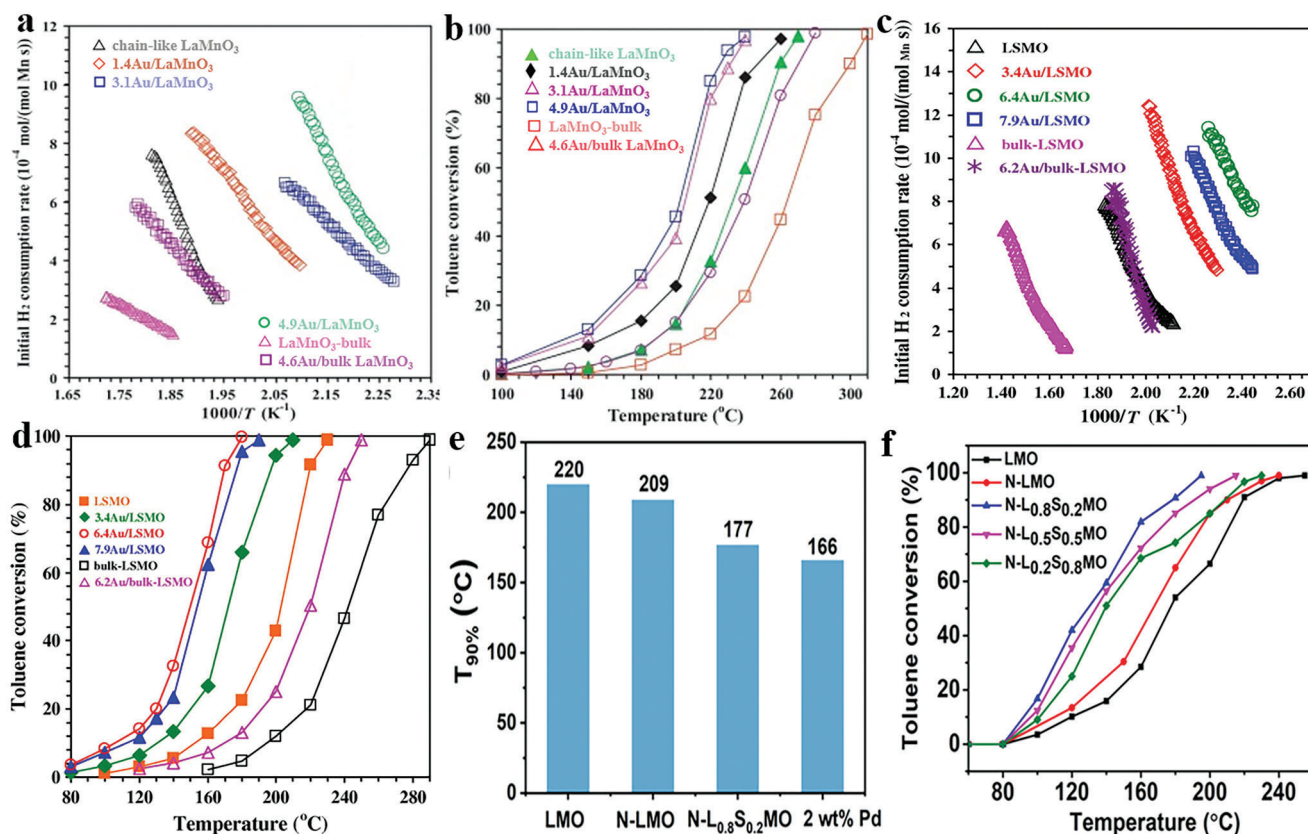 a
Initial H2 consumption rate (10-4 mol/(mol Mn s))
12
10
8
6
4
2
0
chain-like LaMnO3
1.4Au/LaMnO3
3.1Au/LaMnO3
4.9Au/LaMnO3
LaMnO3-bulk
4.6Au/bulk LaMnO3
1.65 1.75 1.85 1.95 2.05 2.15 2.25 2.35
1000/T (K-1)
b
Toluene conversion (%)
100
80
60
40
20
0
chain-like LaMnO3
1.4Au/LaMnO3
3.1Au/LaMnO3
4.9Au/LaMnO3
LaMnO3-bulk
4.6Au/bulk LaMnO3
100 140 180 220 260 300
Temperature (oC)
c
Initial H2 consumption rate (10-4 mol/(mol Mn s))
16
14
12
10
8
6
4
2
0
LSMO
3.4Au/LSMO
6.4Au/LSMO
7.9Au/LSMO
bulk-LSMO
6.2Au/bulk-LSMO
1.20 1.40 1.60 1.80 2.00 2.20 2.40 2.60
1000/T (K-1)
d
Toluene conversion (%)
100
80
60
40
20
0
LSMO
3.4Au/LSMO
6.4Au/LSMO
7.9Au/LSMO
bulk-LSMO
6.2Au/bulk-LSMO
80 120 160 200 240 280
Temperature (oC)
e
T90% (°C)
250
225
150
75
0
220
209
177
166
LMO N-LMO N-L0.8S0.2MO 2 wt% Pd
f
Toluene conversion (%)
100
80
60
40
20
0
LMO
N-LMO
N-L0.8S0.2MO
N-L0.5S0.5MO
N-L0.2S0.8MO
80 120 160 200 240
Temperature (°C)